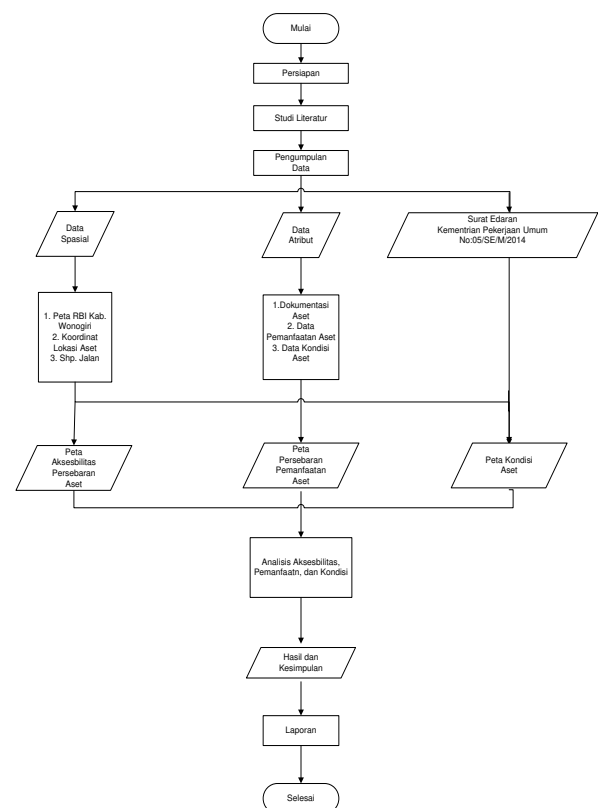 Mulai
Persiapan
Studi Literatur
Pengumpulan
Data
Data
Spasial
Data
Atribut
Surat Edaran
Kementrian Pekerjaan Umum
No:05/SE/M/2014
1. Peta RBI Kab.
Wonogiri
2. Koordinat
Lokasi Aset
3. Shp. Jalan
1.Dokumentasi
Aset
2. Data
Pemanfaatan Aset
3. Data Kondisi
Aset
Peta
Aksesbilitas
Persebaran
Aset
Peta
Persebaran
Pemanfaatan
Aset
Peta Kondisi
Aset
Analisis Aksesbilitas,
Pemanfaatn, dan Kondisi
Hasil dan
Kesimpulan
Laporan
Selesai